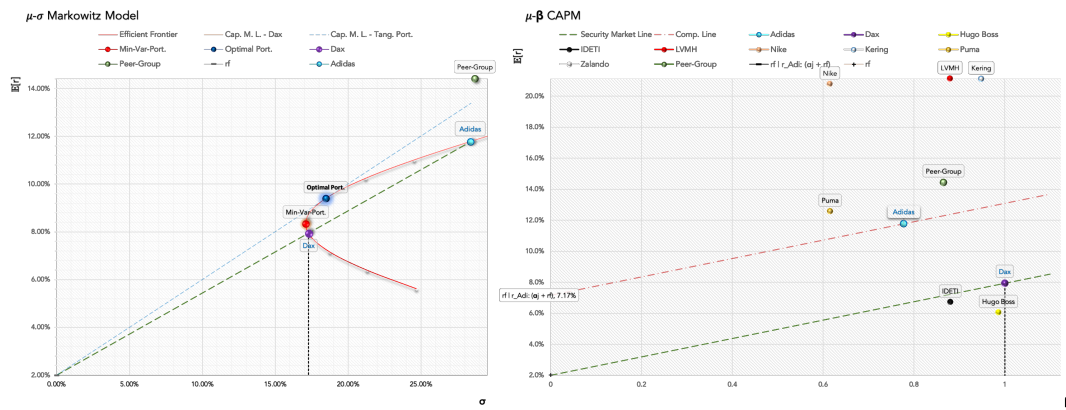 μ-σ Markowitz Model
Efficient Frontier
Cap. M. L. - Dax
Cap. M. L. - Tang. Port.
Min-Var-Port.
Optimal Port.
Dax
Peer-Group
rf
Adidas
E[r]
14.00%
12.00%
10.00%
8.00%
6.00%
4.00%
2.00%
Peer-Group
Adidas
Optimal Port.
Min-Var-Port.
Dax
0.00%
5.00%
10.00%
15.00%
20.00%
25.00%
σ
μ-β CAPM
Security Market Line
Comp. Line
Adidas
Dax
Hugo Boss
IDETI
LVMH
Nike
Kering
Puma
Zalando
Peer-Group
rf | r_Adi: (αj + rf)
rf
E[r]
20.0%
18.0%
16.0%
14.0%
12.0%
10.0%
8.0%
6.0%
4.0%
2.0%
Nike
LVMH
Kering
Peer-Group
Puma
Adidas
Dax
IDETI
Hugo Boss
rf | r_Adi: (αj + rf), 7.17%
0
0.2
0.4
0.6
0.8
1